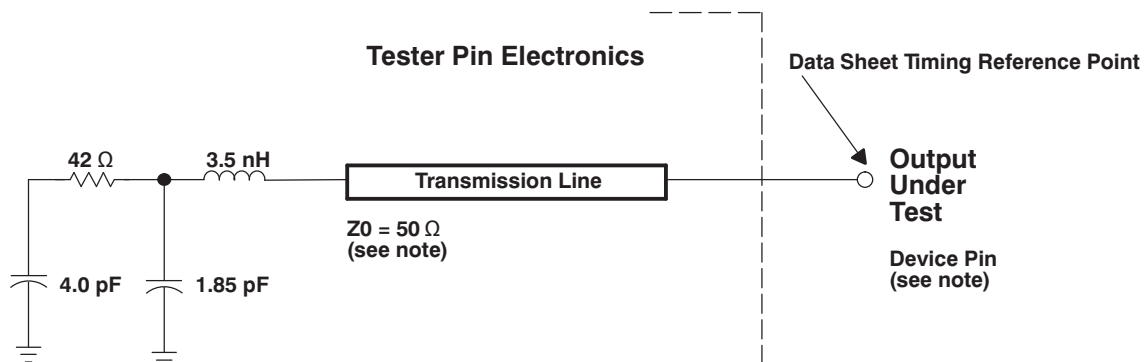 Tester Pin Electronics
Data Sheet Timing Reference Point
42 Ω
3.5 nH
Transmission Line
Output
Under
Test
Z0 = 50 Ω
(see note)
Device Pin
(see note)
4.0 pF
1.85 pF